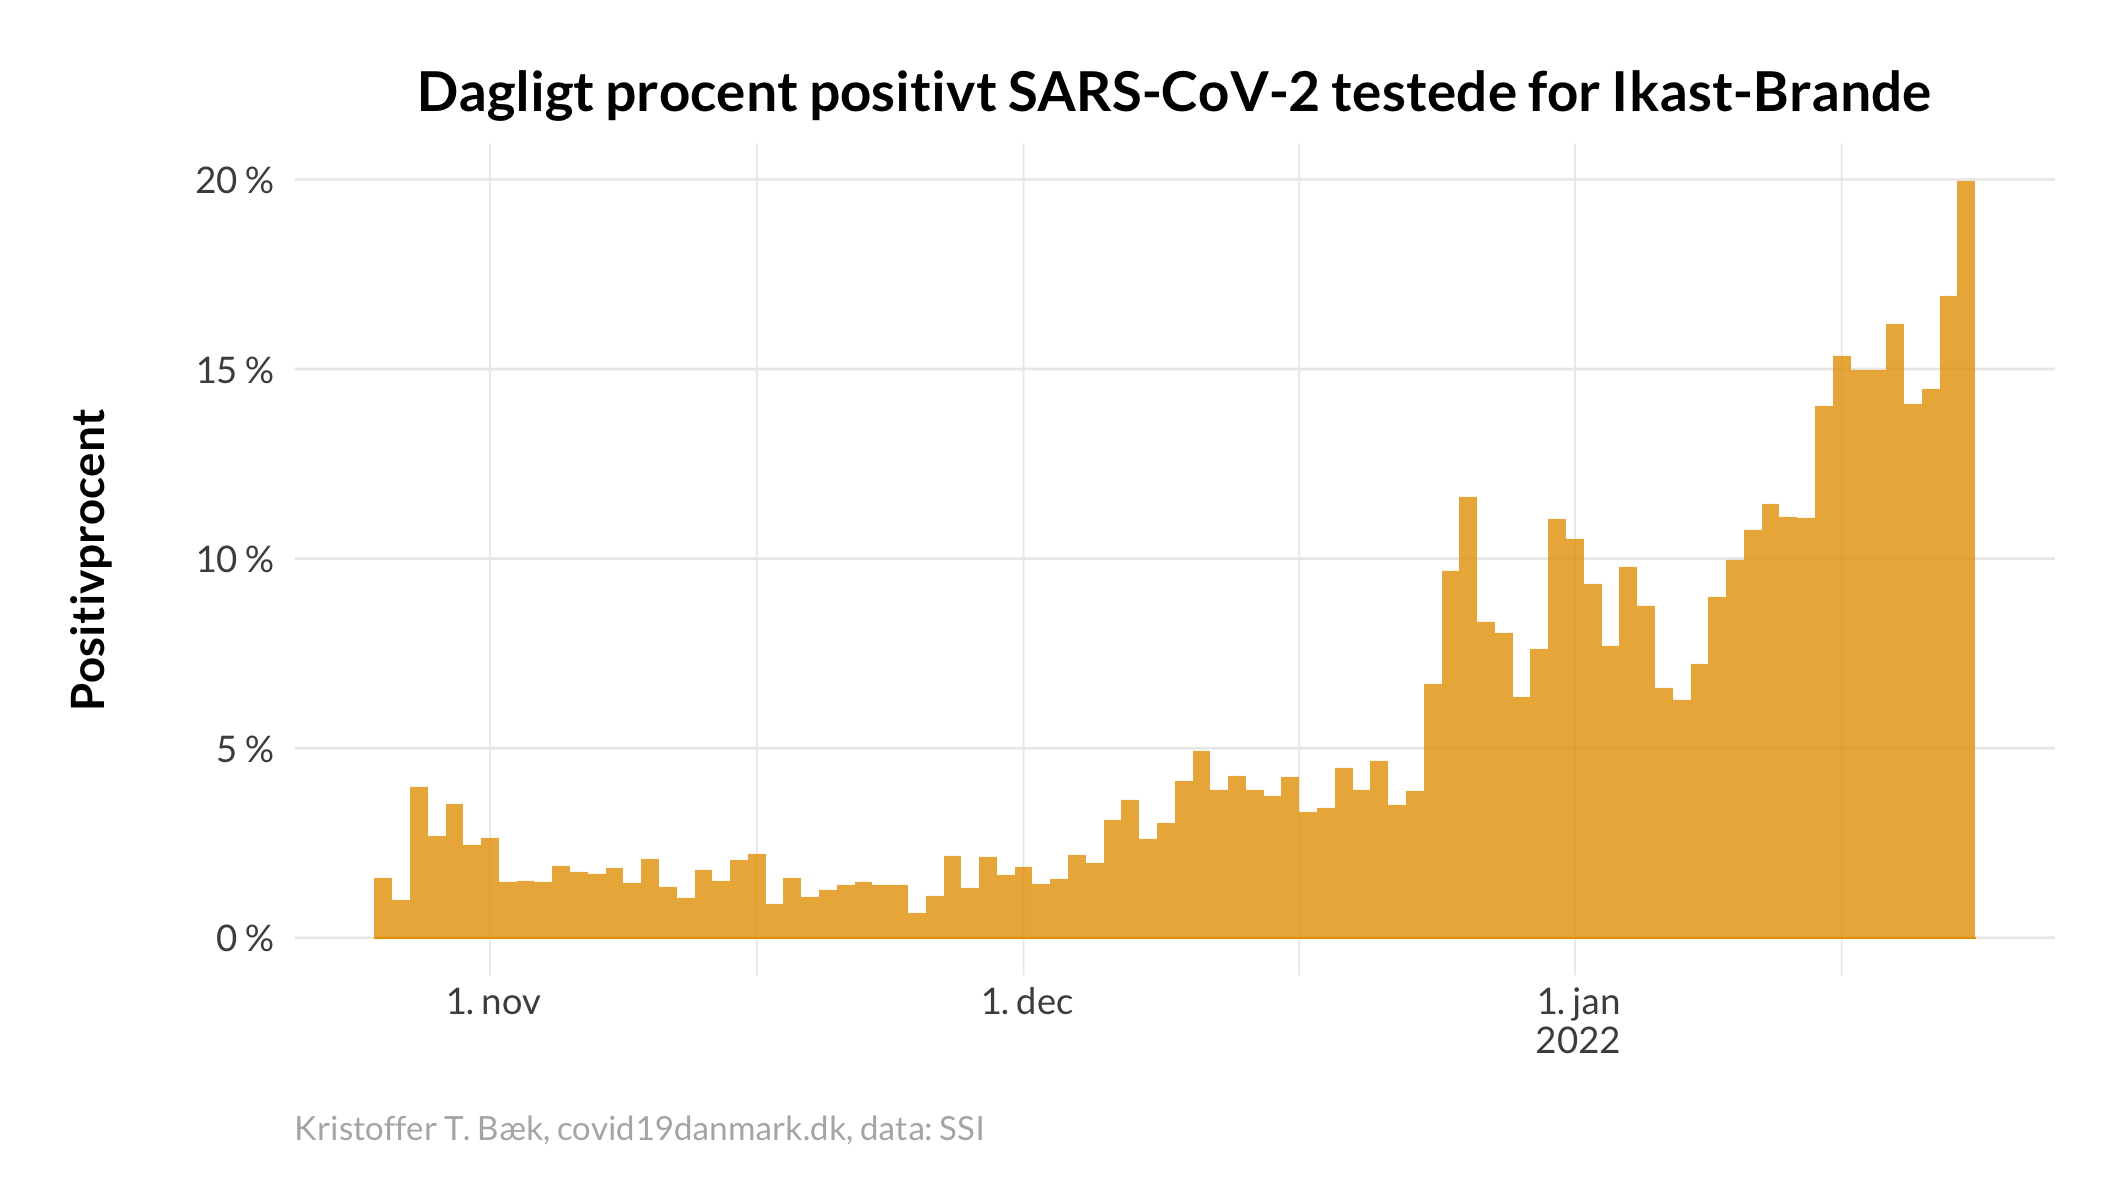 Dagligt procent positivt SARS-CoV-2 testede for Ikast-Brande
Positivprocent
20 %
15 %
10 %
5 %
0 %
1. nov
1. dec
1. jan
2022
Kristoffer T. Bæk, covid19danmark.dk, data: SSI